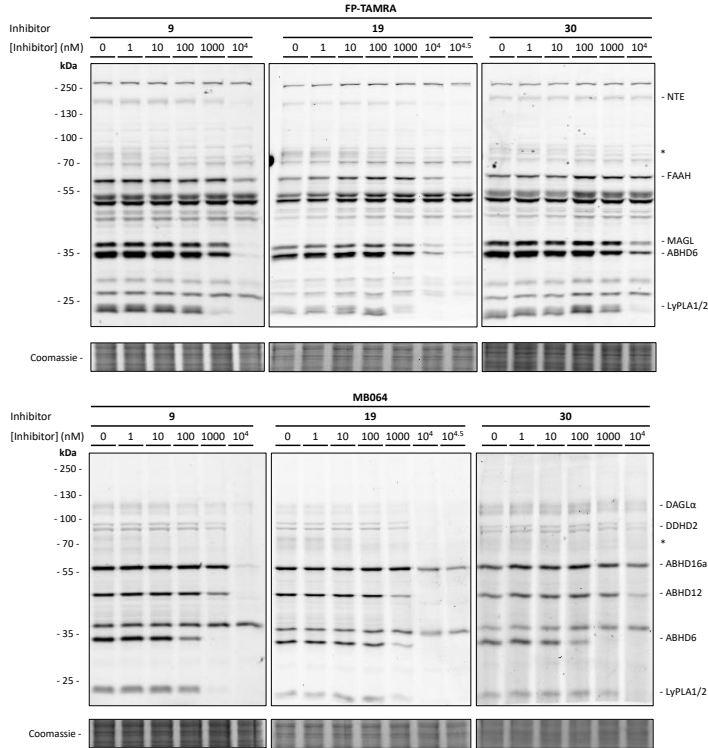 FP-TAMRA
Inhibitor 9 19 30
[Inhibitor] (nM) 0 1 10 100 1000 10⁴ 0 1 10 100 1000 10⁴ 10⁴·⁵ 0 1 10 100 1000 10⁴
kDa
- 250 -
- NTE
- 130 -
- 100 -
*
- 70 -
- FAAH
- 55 -
- MAGL
- 35 -
- ABHD6
- 25 -
- LyPLA1/2
Coomassie -
MB064
Inhibitor 9 19 30
[Inhibitor] (nM) 0 1 10 100 1000 10⁴ 0 1 10 100 1000 10⁴ 10⁴·⁵ 0 1 10 100 1000 10⁴
kDa
- 250 -
- 130 -
- DAGLα
- 100 -
- DDHD2
- 70 -
*
- ABHD16a
- 55 -
- ABHD12
- 35 -
- ABHD6
- 25 -
- LyPLA1/2
Coomassie -